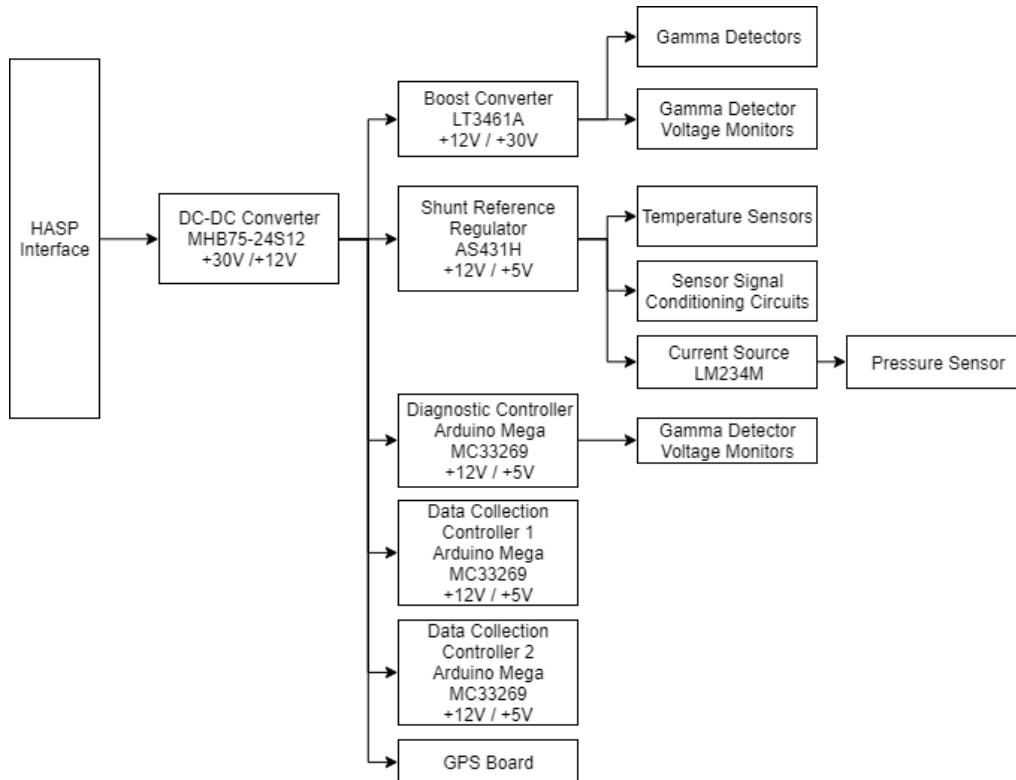 HASP
Interface
DC-DC Converter
MHB75-24S12
+30V /+12V
Boost Converter
LT3461A
+12V / +30V
Gamma Detectors
Gamma Detector
Voltage Monitors
Shunt Reference
Regulator
AS431H
+12V / +5V
Temperature Sensors
Sensor Signal
Conditioning Circuits
Current Source
LM234M
Pressure Sensor
Diagnostic Controller
Arduino Mega
MC33269
+12V / +5V
Gamma Detector
Voltage Monitors
Data Collection
Controller 1
Arduino Mega
MC33269
+12V / +5V
Data Collection
Controller 2
Arduino Mega
MC33269
+12V / +5V
GPS Board